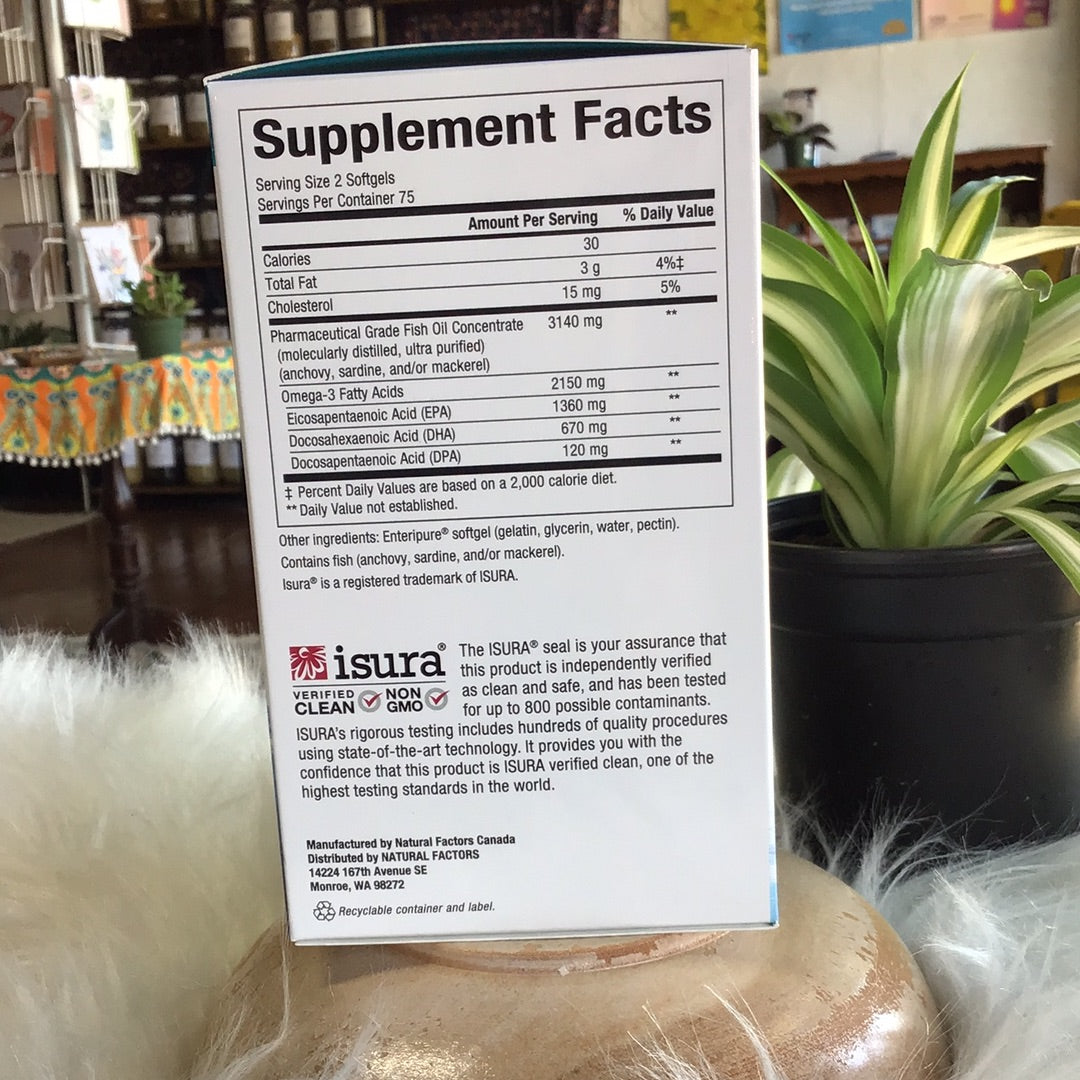 Supplement Facts
Serving Size 2 Softgels
Servings Per Container 75
Amount Per Serving % Daily Value
Calories 30
Total Fat 3 g 4%‡
Cholesterol 15 mg 5%
Pharmaceutical Grade Fish Oil Concentrate 3140 mg **
(molecularly distilled, ultra purified)
(anchovy, sardine, and/or mackerel)
Omega-3 Fatty Acids 2150 mg **
Eicosapentaenoic Acid (EPA) 1360 mg **
Docosahexaenoic Acid (DHA) 670 mg **
Docosapentaenoic Acid (DPA) 120 mg **
‡ Percent Daily Values are based on a 2,000 calorie diet.
** Daily Value not established.
Other ingredients: Enteripure® softgel (gelatin, glycerin, water, pectin).
Contains fish (anchovy, sardine, and/or mackerel).
Isura® is a registered trademark of ISURA.
isura®
VERIFIED CLEAN NON GMO
The ISURA® seal is your assurance that
this product is independently verified
as clean and safe, and has been tested
for up to 800 possible contaminants.
ISURA's rigorous testing includes hundreds of quality procedures
using state-of-the-art technology. It provides you with the
confidence that this product is ISURA verified clean, one of the
highest testing standards in the world.
Manufactured by Natural Factors Canada
Distributed by NATURAL FACTORS
14224 167th Avenue SE
Monroe, WA 98272
Recyclable container and label.